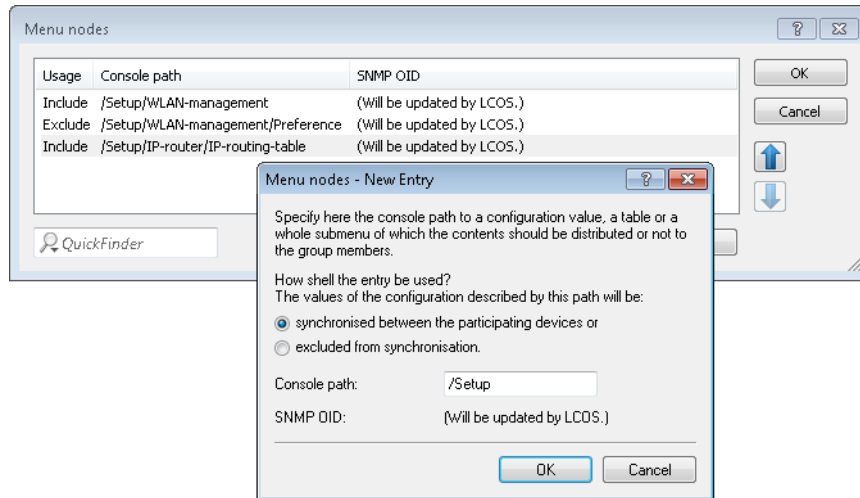 Menu nodes
Usage Console path SNMP OID
Include /Setup/WLAN-management (Will be updated by LCOS.)
Exclude /Setup/WLAN-management/Preference (Will be updated by LCOS.)
Include /Setup/IP-router/IP-routing-table (Will be updated by LCOS.)
OK
Cancel
QuickFinder
Menu nodes - New Entry
Specify here the console path to a configuration value, a table or a
whole submenu of which the contents should be distributed or not to
the group members.
How shell the entry be used?
The values of the configuration described by this path will be:
synchronised between the participating devices or
excluded from synchronisation.
Console path: /Setup
SNMP OID: (Will be updated by LCOS.)
OK Cancel